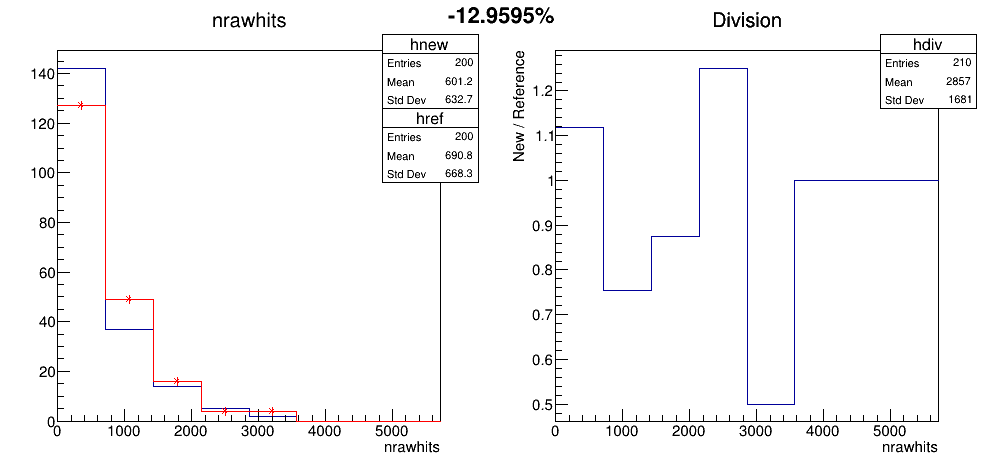 -12.9595%
nrawhits
hnew
Entries 200
Mean 601.2
Std Dev 632.7
href
Entries 200
Mean 690.8
Std Dev 668.3
140
120
100
80
60
40
20
0
0 1000 2000 3000 4000 5000
nrawhits
Division
hdiv
Entries 210
Mean 2857
Std Dev 1681
New / Reference
1.2
1.1
1
0.9
0.8
0.7
0.6
0.5
0 1000 2000 3000 4000 5000
nrawhits